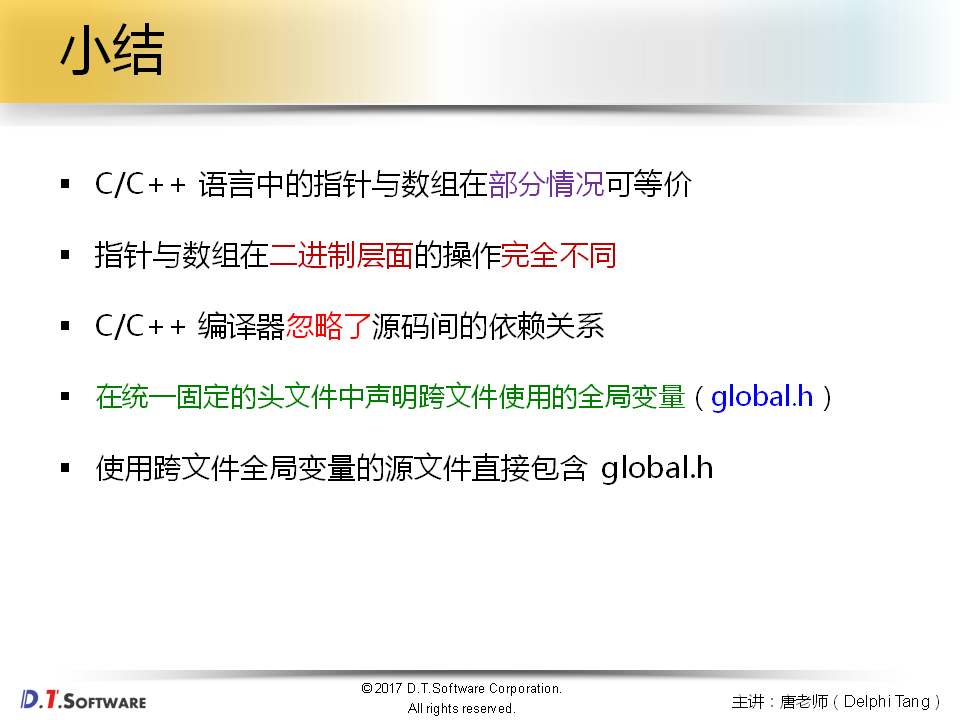 小结
▪ C/C++ 语言中的指针与数组在部分情况可等价
▪ 指针与数组在二进制层面的操作完全不同
▪ C/C++ 编译器忽略了源码间的依赖关系
▪ 在统一固定的头文件中声明跨文件使用的全局变量（global.h）
▪ 使用跨文件全局变量的源文件直接包含 global.h
D.T.SOFTWARE
©2017 D.T.Software Corporation.
All rights reserved.
主讲：唐老师（Delphi Tang）